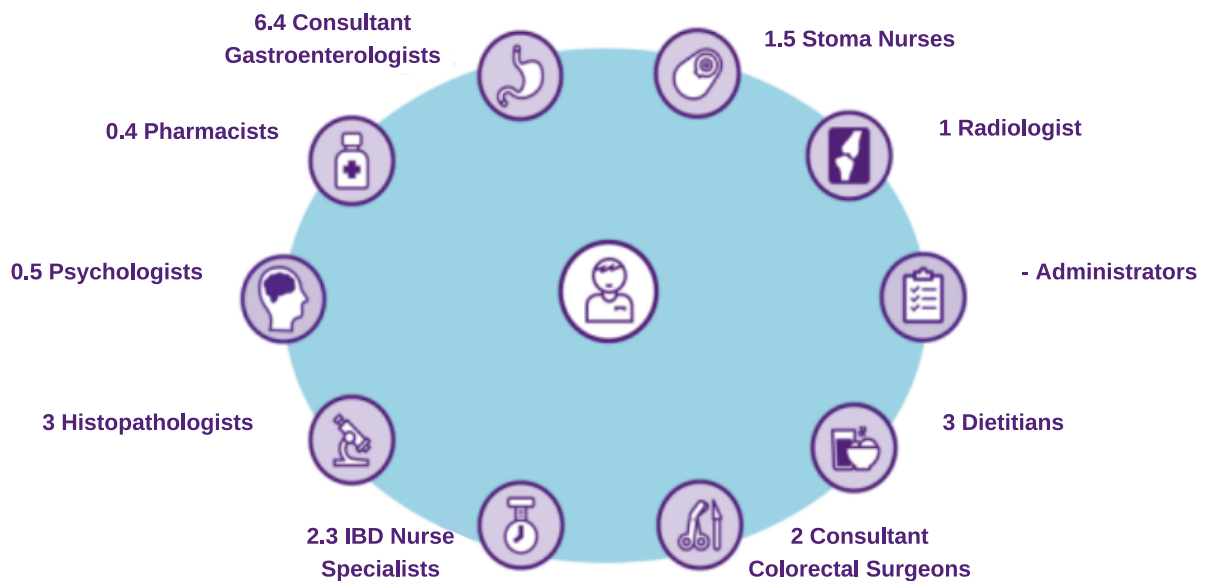 6.4 Consultant
Gastroenterologists
1.5 Stoma Nurses
0.4 Pharmacists
1 Radiologist
0.5 Psychologists
- Administrators
3 Histopathologists
3 Dietitians
2.3 IBD Nurse
Specialists
2 Consultant
Colorectal Surgeons